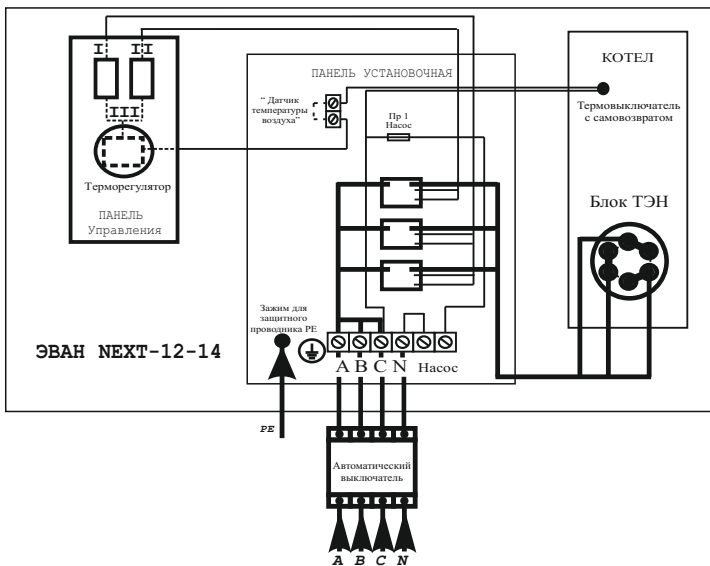 I II
III
Терморегулятор
ПАНЕЛЬ
Управления
ПАНЕЛЬ УСТАНОВОЧНАЯ
“ Датчик
температуры
воздуха”
Пр 1
Насос
КОТЕЛ
Термовыключатель
с самовозвратом
Блок ТЭН
Зажим для
защитного
проводника PE
ЭВАН NEXT-12-14
A B C N Насос
PE
Автоматический
выключатель
A B C N